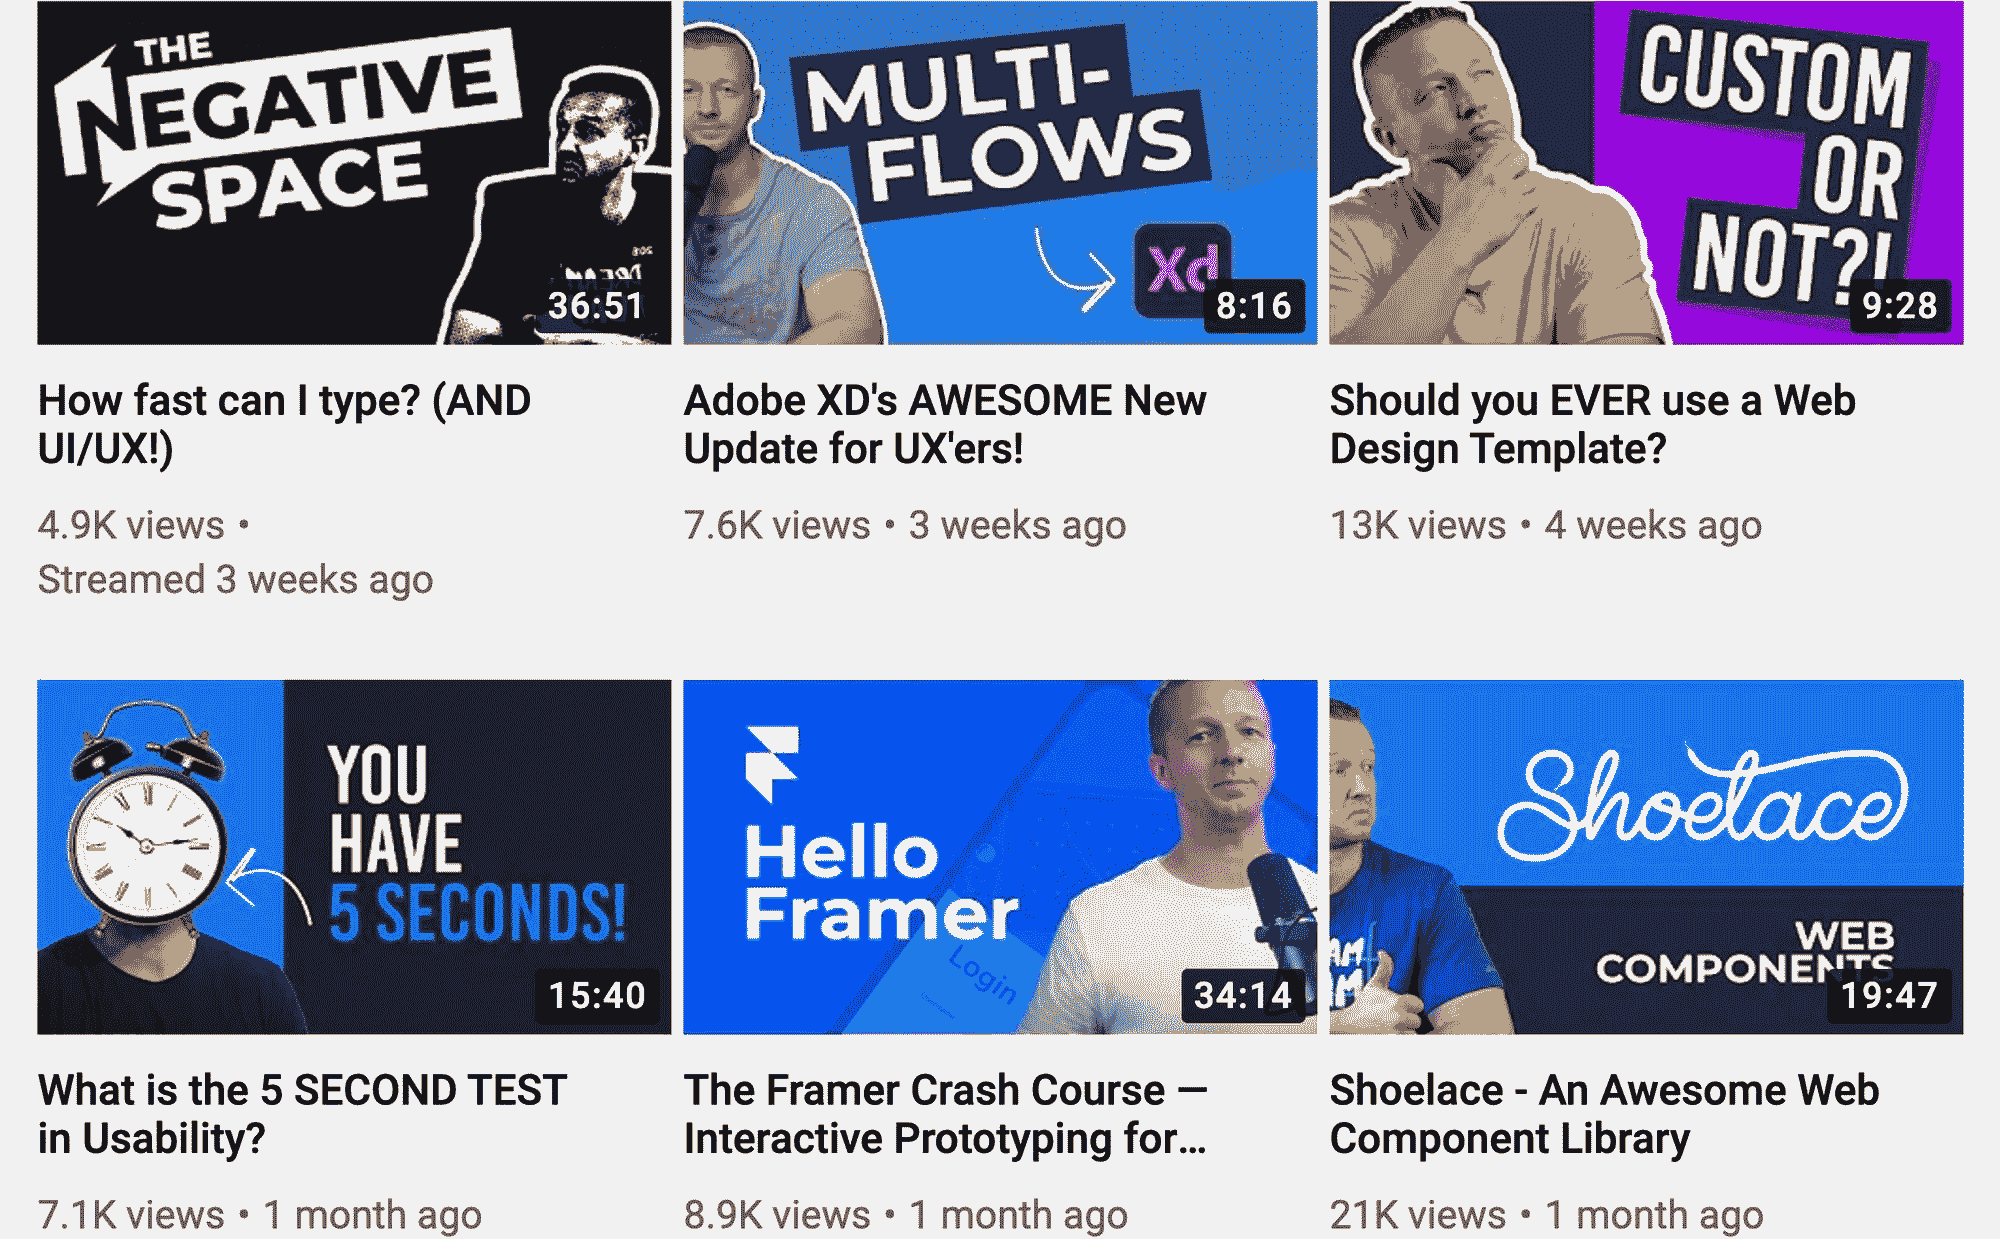 THE
NEGATIVE
SPACE
36:51
MULTI-
FLOWS
Xd
8:16
CUSTOM
OR
NOT?!
9:28
How fast can I type? (AND
UI/UX!)
4.9K views •
Streamed 3 weeks ago
Adobe XD's AWESOME New
Update for UX'ers!
7.6K views • 3 weeks ago
Should you EVER use a Web
Design Template?
13K views • 4 weeks ago
YOU
HAVE
5 SECONDS!
15:40
Hello
Framer
Login
34:14
Shoelace
WEB
COMPONENTS
19:47
What is the 5 SECOND TEST
in Usability?
7.1K views • 1 month ago
The Framer Crash Course —
Interactive Prototyping for...
8.9K views • 1 month ago
Shoelace - An Awesome Web
Component Library
21K views • 1 month ago